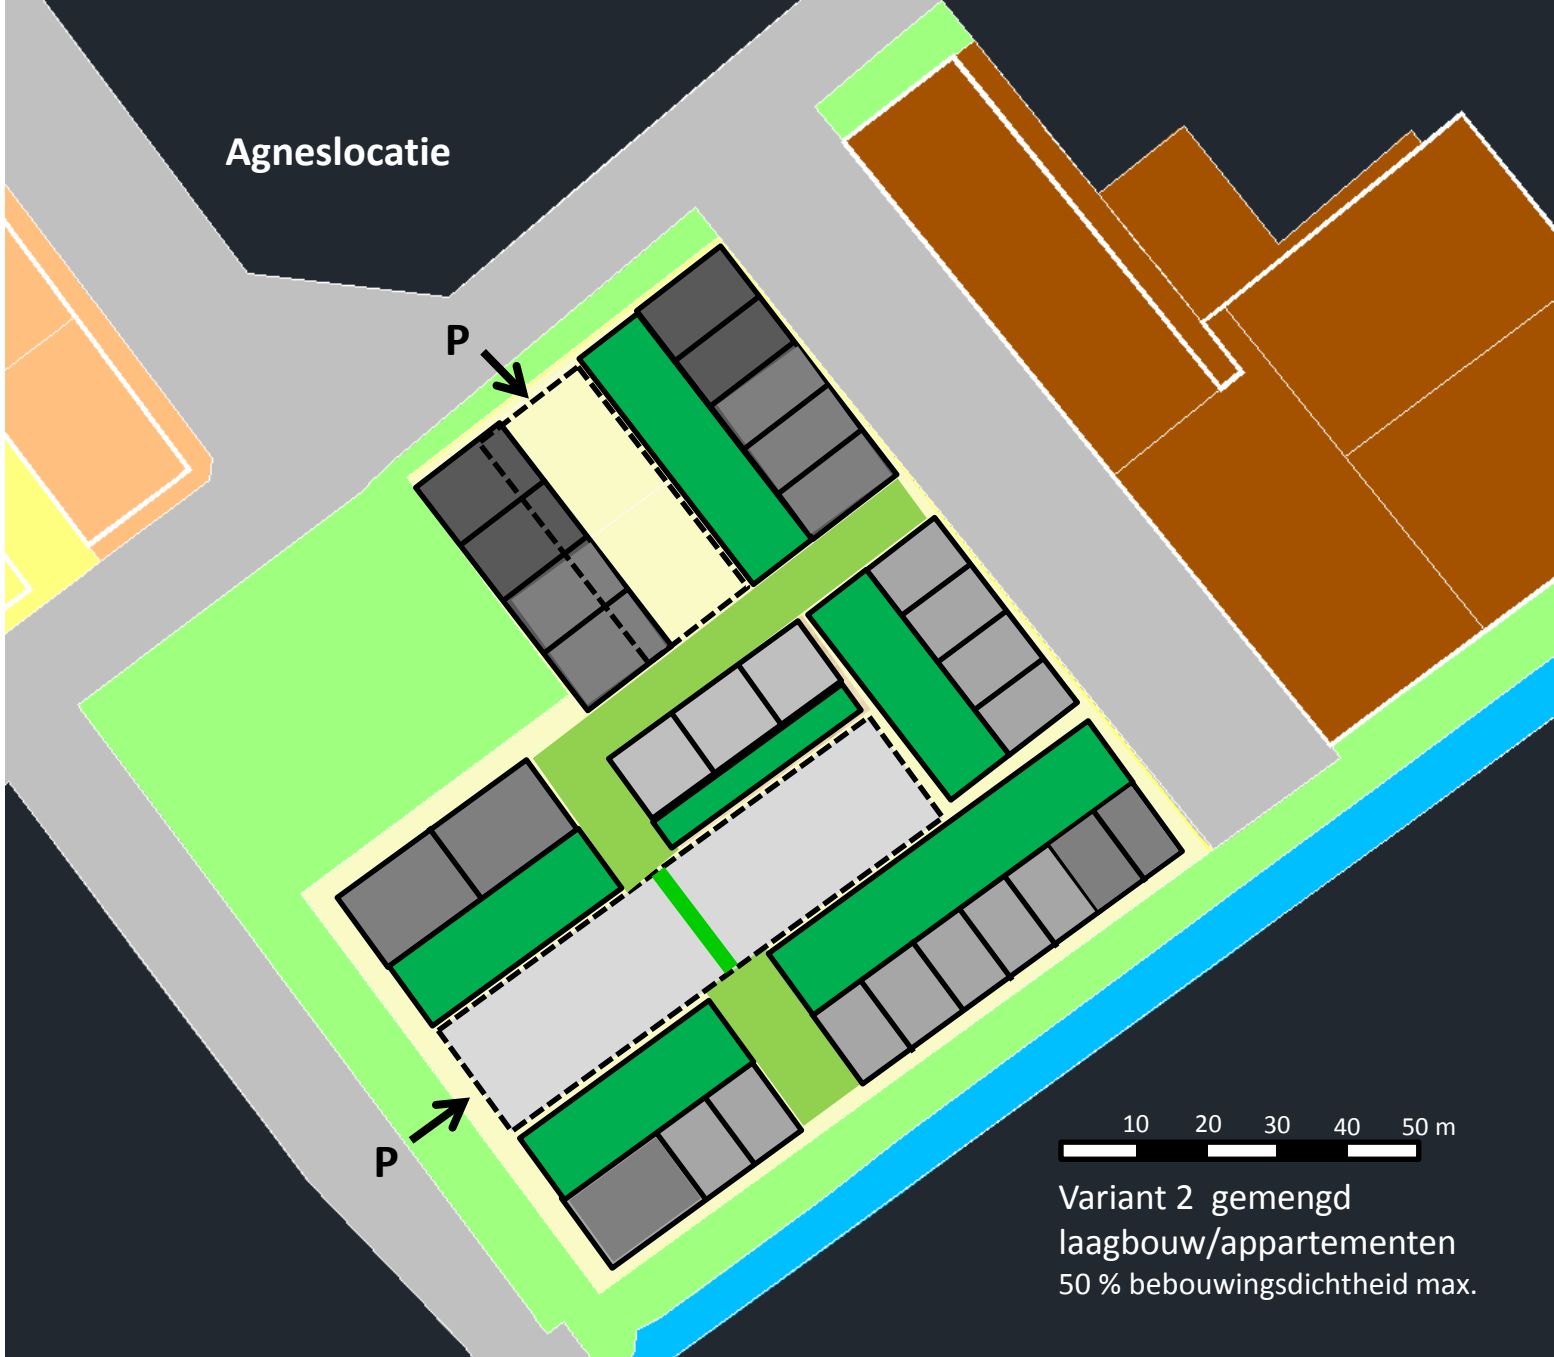 Agneslocatie
P
P
10 20 30 40 50 m
Variant 2 gemengd
laagbouw/appartementen
50 % bebouwingsdichtheid max.